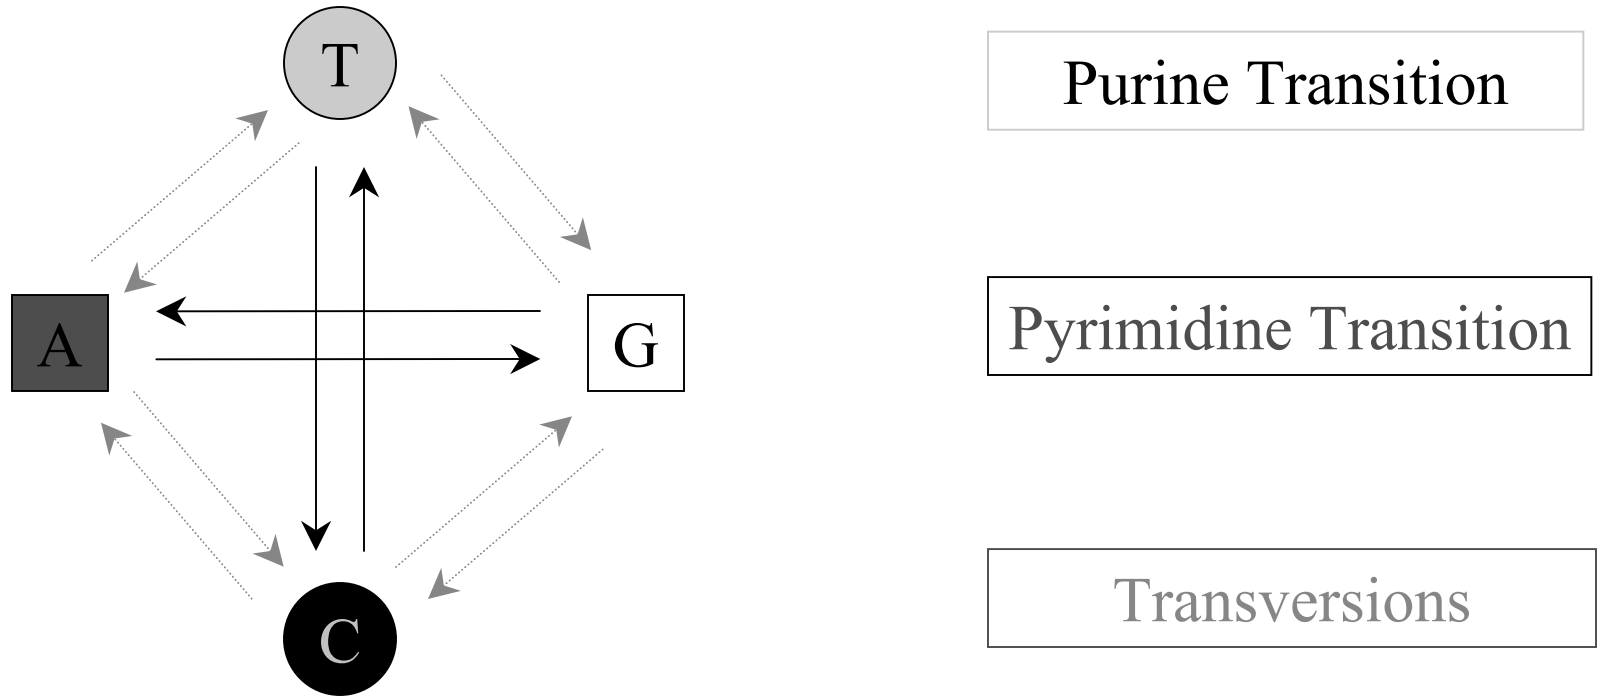 T
Purine Transition
A
G
Pyrimidine Transition
C
Transversions